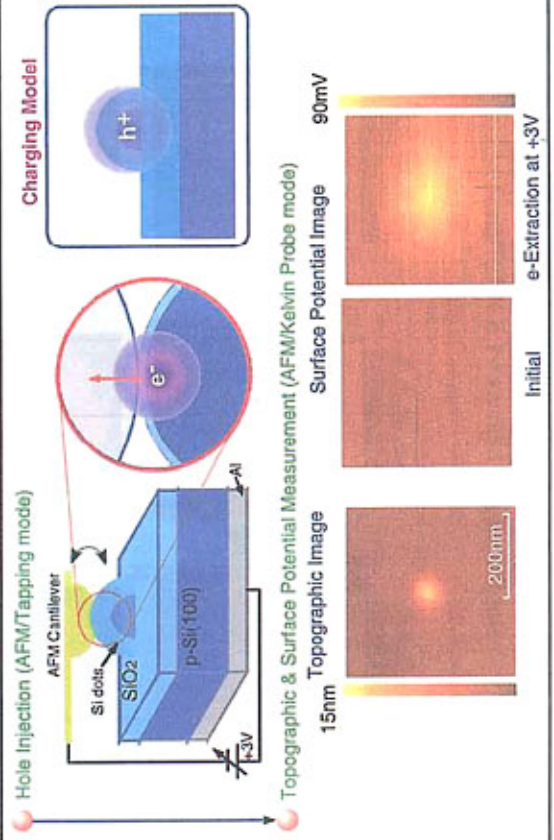 Hole Injection (AFM/Tapping mode)
AFM Cantilever
Si dots
SiO2
p-Si(100)
Al
+3V
e-
Charging Model
h+
Topographic & Surface Potential Measurement (AFM/Kelvin Probe mode)
Topographic Image
15nm
200nm
Surface Potential Image
90mV
Initial
e-Extraction at +3V